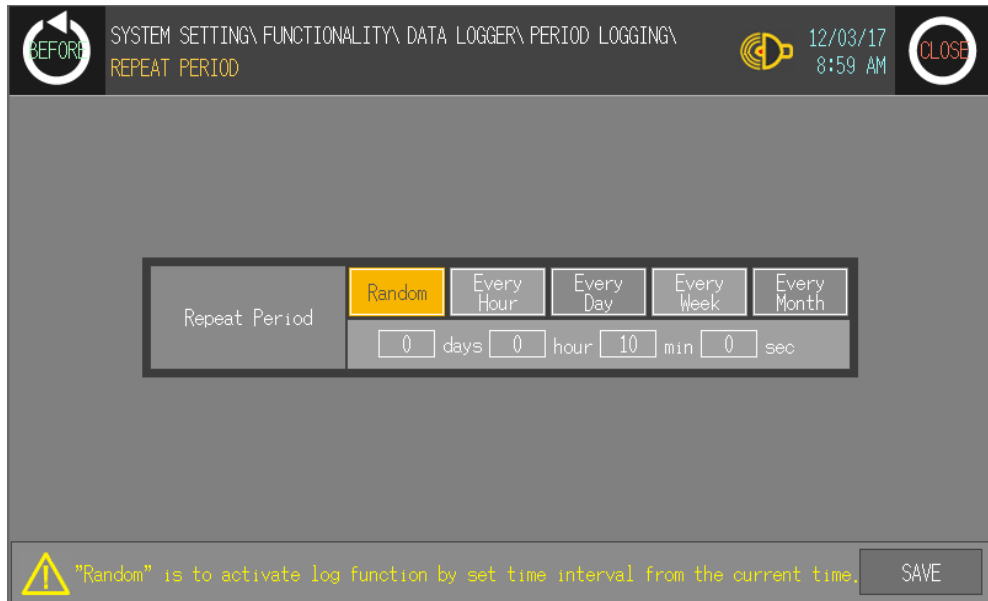 BEFORE
SYSTEM SETTING\ FUNCTIONALITY\ DATA LOGGER\ PERIOD LOGGING\
REPEAT PERIOD
12/03/17
8:59 AM
CLOSE
Repeat Period
Random
Every Hour
Every Day
Every Week
Every Month
0 days 0 hour 10 min 0 sec
"Random" is to activate log function by set time interval from the current time.
SAVE